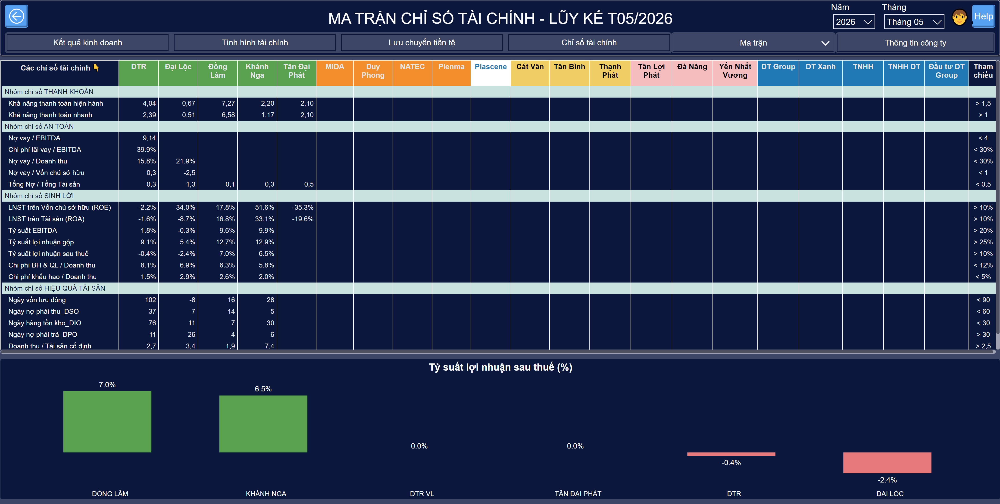 MA TRẬN CHỈ SỐ TÀI CHÍNH - LŨY KẾ T05/2026
Năm
2026
Tháng
Tháng 05
Help
Kết quả kinh doanh
Tình hình tài chính
Lưu chuyển tiền tệ
Chỉ số tài chính
Ma trận
Thông tin công ty
Các chỉ số tài chính 👇 DTR Đại Lộc Đồng Lâm Khánh Nga Tân Đại Phát MIDA Duy Phong NATEC Plenma Plascene Cát Vân Tân Bình Thạnh Phát Tân Lợi Phát Đà Nẵng Yến Nhất Vương DT Group DT Xanh TNHH TNHH DT Đầu tư DT Group Tham chiếu
Nhóm chỉ số THANH KHOẢN
Khả năng thanh toán hiện hành 4,04 0,67 7,27 2,20 2,10 > 1,5
Khả năng thanh toán nhanh 2,39 0,51 6,58 1,17 2,10 > 1
Nhóm chỉ số AN TOÀN
Nợ vay / EBITDA 9,14 < 4
Chi phí lãi vay / EBITDA 39.9% < 30%
Nợ vay / Doanh thu 15.8% 21.9% < 30%
Nợ vay / Vốn chủ sở hữu 0,3 -2,5 < 1
Tổng Nợ / Tổng Tài sản 0,3 1,3 0,1 0,3 0,5 < 0,5
Nhóm chỉ số SINH LỜI
LNST trên Vốn chủ sở hữu (ROE) -2.2% 34.0% 17.8% 51.6% -35.3% > 10%
LNST trên Tài sản (ROA) -1.6% -8.7% 16.8% 33.1% -19.6% > 10%
Tỷ suất EBITDA 1.8% -0.3% 9.6% 9.9% > 20%
Tỷ suất lợi nhuận gộp 9.1% 5.4% 12.7% 12.9% > 25%
Tỷ suất lợi nhuận sau thuế -0.4% -2.4% 7.0% 6.5% > 10%
Chi phí BH & QL / Doanh thu 8.1% 6.9% 6.3% 5.8% < 12%
Chi phí khấu hao / Doanh thu 1.5% 2.9% 2.6% 2.0% < 5%
Nhóm chỉ số HIỆU QUẢ TÀI SẢN
Ngày vốn lưu động 102 -8 16 28 < 90
Ngày nợ phải thu_DSO 37 7 14 5 < 60
Ngày hàng tồn kho_DIO 76 11 7 30 < 30
Ngày nợ phải trả_DPO 11 26 4 6 > 30
Doanh thu / Tài sản cố định 2,7 3,4 1,9 7,4 > 2,5
Tỷ suất lợi nhuận sau thuế (%)
7.0%
6.5%
0.0%
0.0%
-0.4%
-2.4%
ĐỒNG LÂM
KHÁNH NGA
DTR VL
TÂN ĐẠI PHÁT
DTR
ĐẠI LỘC